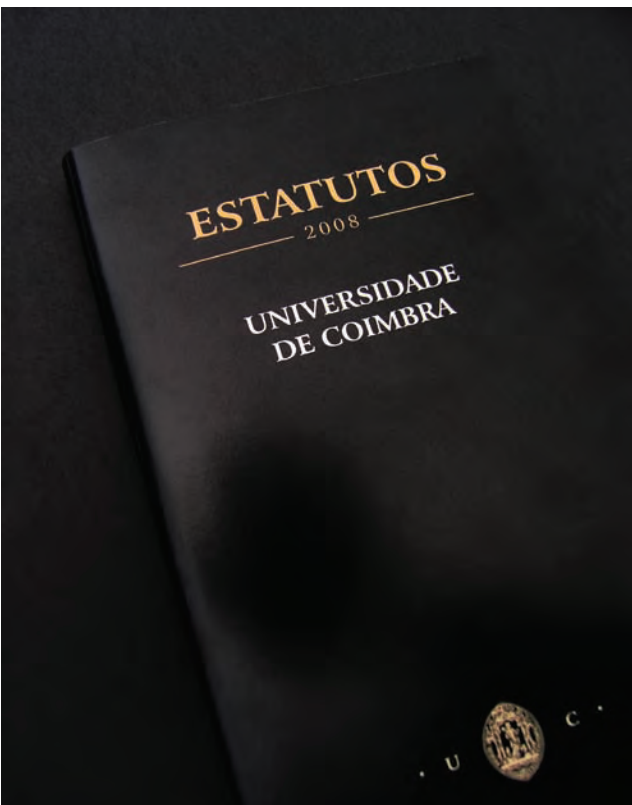 ESTATUTOS
2008
UNIVERSIDADE
DE COIMBRA
· U C ·